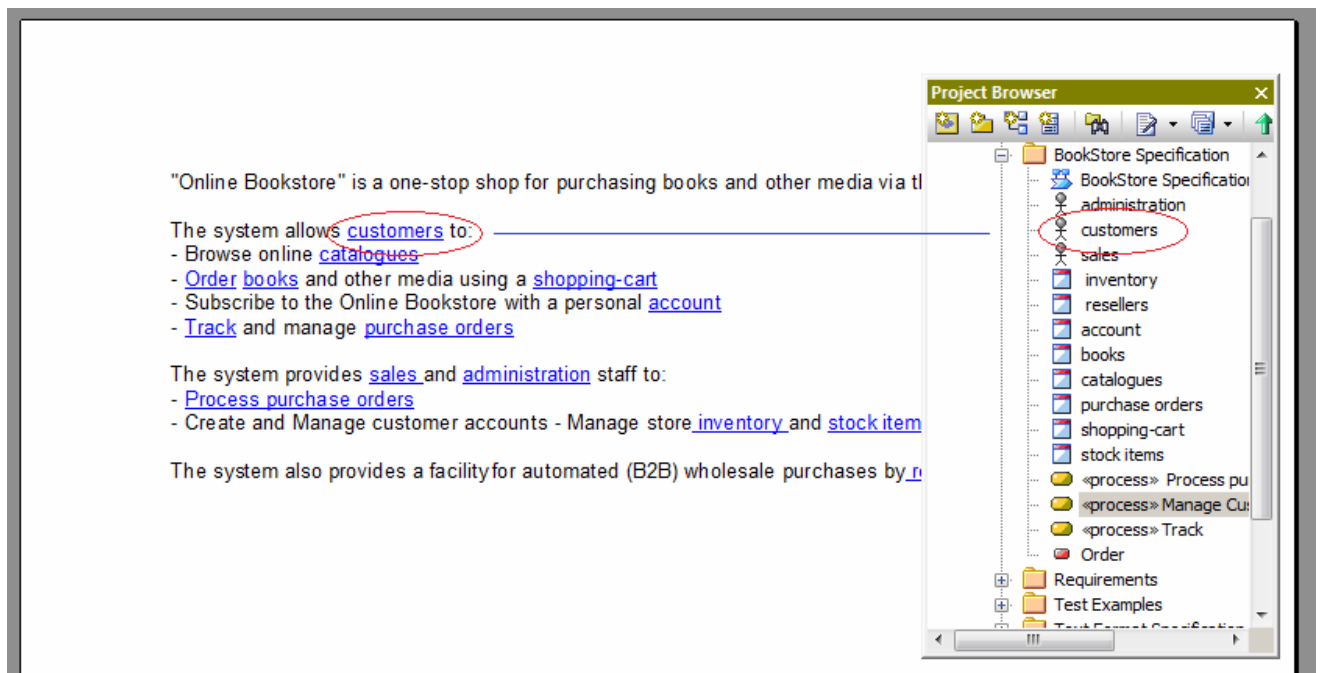 "Online Bookstore" is a one-stop shop for purchasing books and other media via
The system allows customers to:
- Browse online catalogues
- Order books and other media using a shopping-cart
- Subscribe to the Online Bookstore with a personal account
- Track and manage purchase orders
The system provides sales and administration staff to:
- Process purchase orders
- Create and Manage customer accounts - Manage store inventory and stock item
The system also provides a facility for automated (B2B) wholesale purchases by
Project Browser
BookStore Specification
BookStore Specification
administration
customers
sales
inventory
resellers
account
books
catalogues
purchase orders
shopping-cart
stock items
«process» Process pu
«process» Manage Cu
«process» Track
Order
Requirements
Test Examples